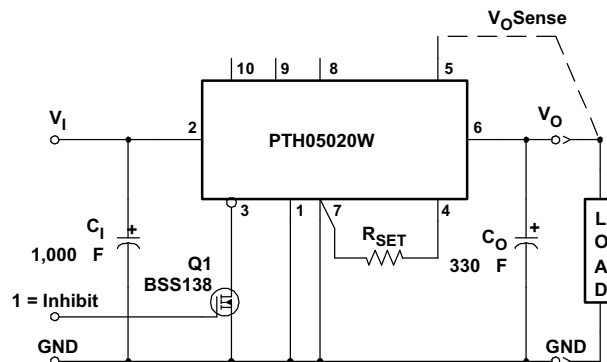 VOSense
10 9 8 5
VI
2
PTH05020W
6
VO
3 1 7 4
RSET
CI
+
1,000 F
Q1
BSS138
CO
+
330 F
L
O
A
D
1 = Inhibit
GND
GND